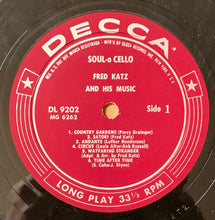 DECCA
SOUL-o CELLO
FRED KATZ
AND HIS MUSIC
DL 9202
MG 6262
Side 1
1. COUNTRY GARDENS (Percy Grainger)
2. SATORI (Fred Katz)
3. ANDANTE (Luther Henderson)
4. CIRCUS (Louis Alter-Bob Russell)
5. WAYFARING STRANGER
(Adpt. & Arr. by Fred Katz)
6. TIME AFTER TIME
(S. Cahn-J. Styne)
LONG PLAY 33⅓ RPM